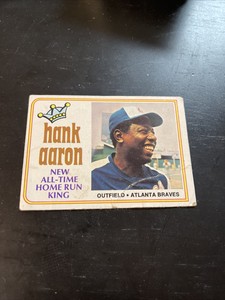 hank
aaron
NEW
ALL-TIME
HOME RUN
KING
OUTFIELD • ATLANTA BRAVES